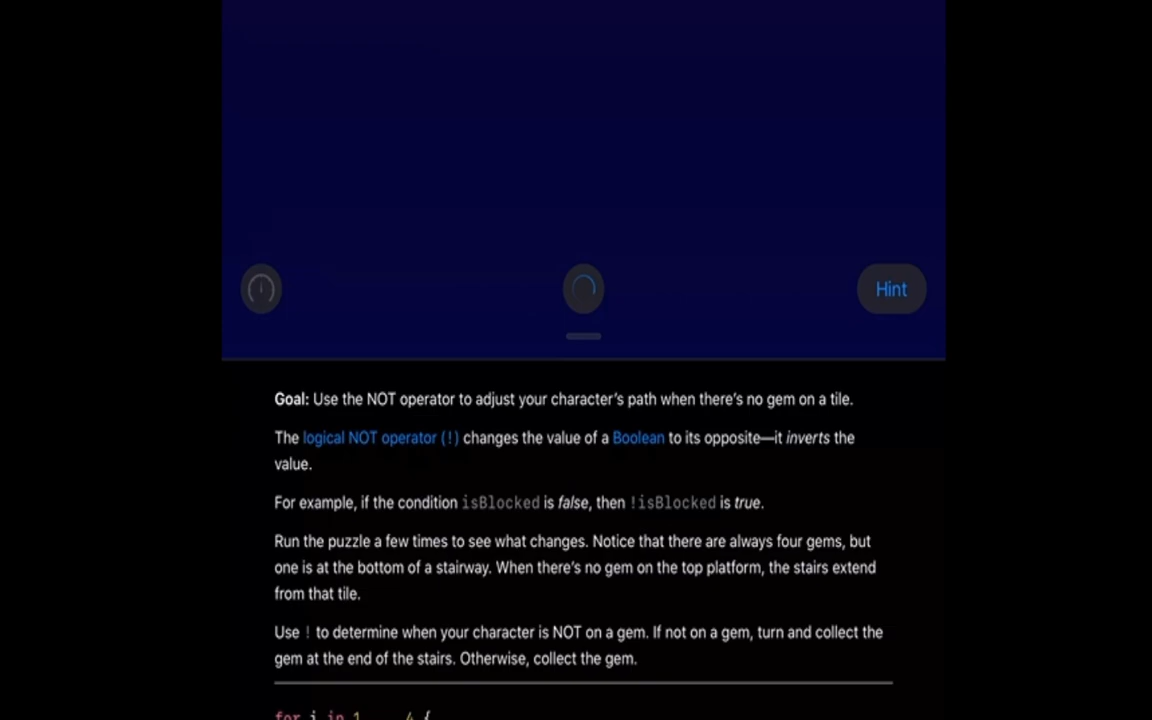 Hint
Goal: Use the NOT operator to adjust your character’s path when there’s no gem on a tile.
The logical NOT operator (!) changes the value of a Boolean to its opposite—it inverts the
value.
For example, if the condition isBlocked is false, then !isBlocked is true.
Run the puzzle a few times to see what changes. Notice that there are always four gems, but
one is at the bottom of a stairway. When there’s no gem on the top platform, the stairs extend
from that tile.
Use ! to determine when your character is NOT on a gem. If not on a gem, turn and collect the
gem at the end of the stairs. Otherwise, collect the gem.
for i in 1 ... 4 {